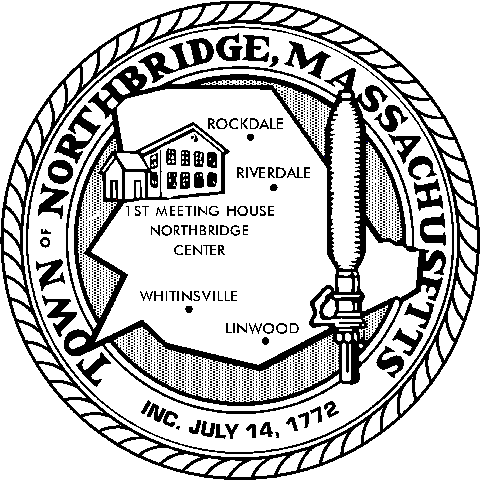 TOWN OF NORTHBRIDGE, MASSACHUSETTS
ROCKDALE
RIVERDALE
1ST MEETING HOUSE
NORTHBRIDGE
CENTER
WHITINSVILLE
LINWOOD
INC. JULY 14, 1772